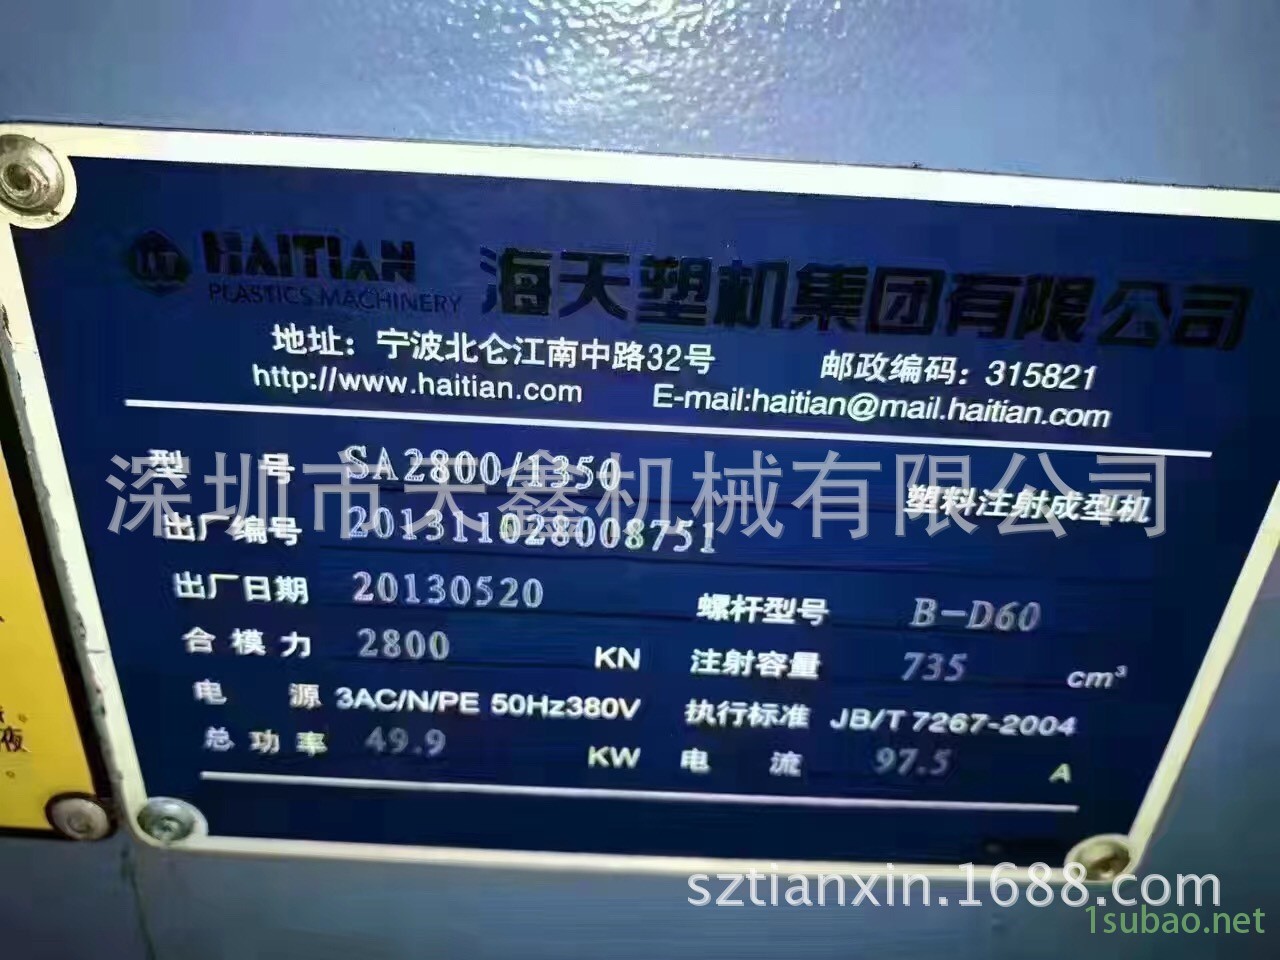 HAITIAN
PLASTICS MACHINERY
海天塑机集团有限公司
地址：宁波北仑江南中路32号 邮政编码：315821
http://www.haitian.com E-mail:haitian@mail.haitian.com
型 号 SA2800/1350 塑料注射成型机
深圳市天鑫机械有限公司
出厂编号 201311028008751
出厂日期 20130520 螺杆型号 B-D60
合模力 2800 KN 注射容量 735 cm³
电 源 3AC/N/PE 50Hz380V 执行标准 JB/T 7267-2004
总功率 49.9 KW 电 流 97.5 A
液
sztianxin.1688.com
1subao.net